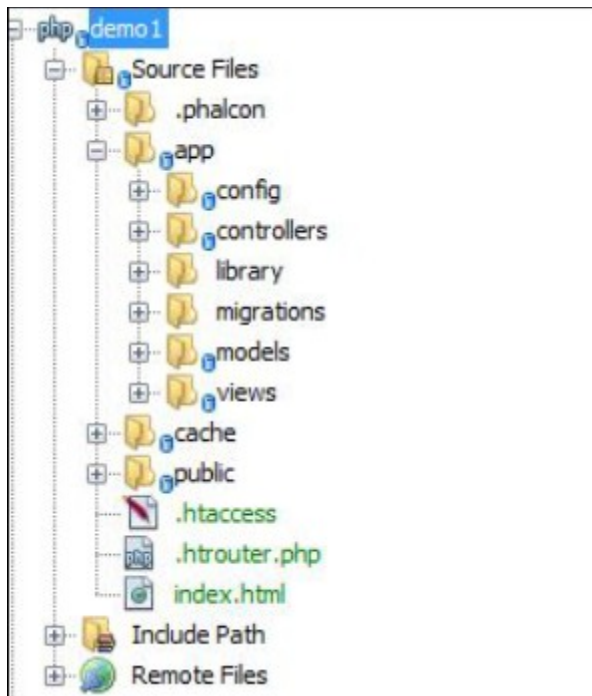 php demo1
Source Files
.phalcon
app
config
controllers
library
migrations
models
views
cache
public
.htaccess
php .htrouter.php
index.html
Include Path
Remote Files